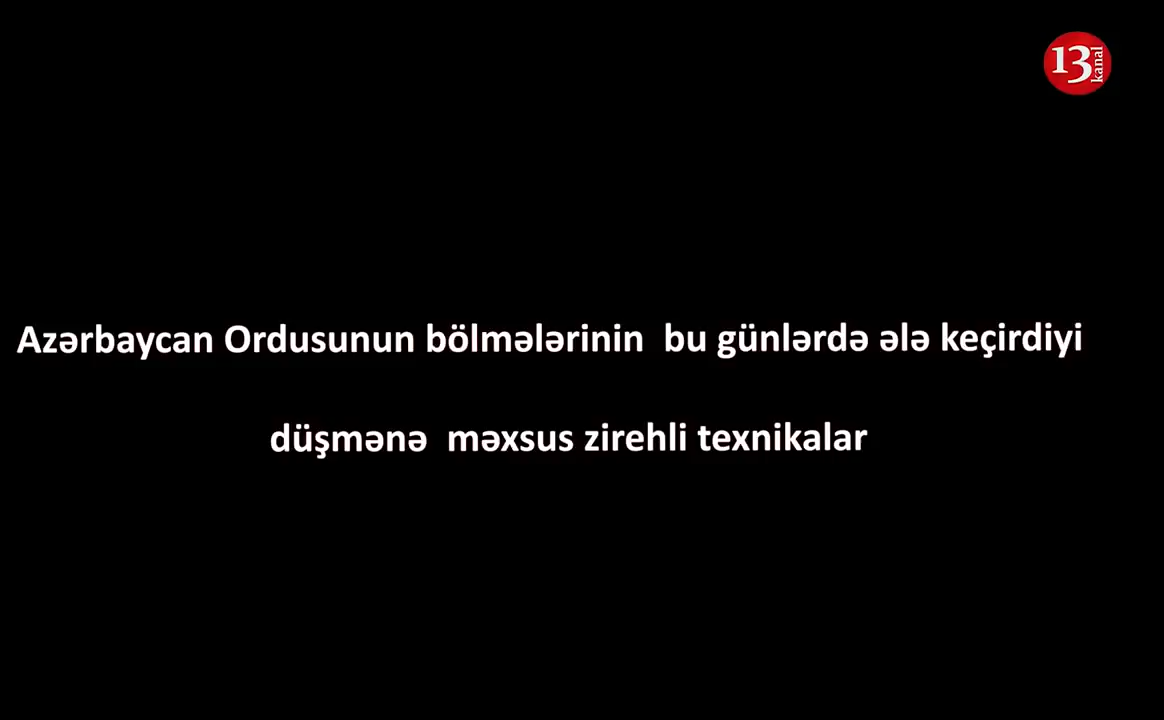 13 kanal
Azərbaycan Ordusunun bölmələrinin bu günlərdə ələ keçirdiyi
düşmənə məxsus zirehli texnikalar